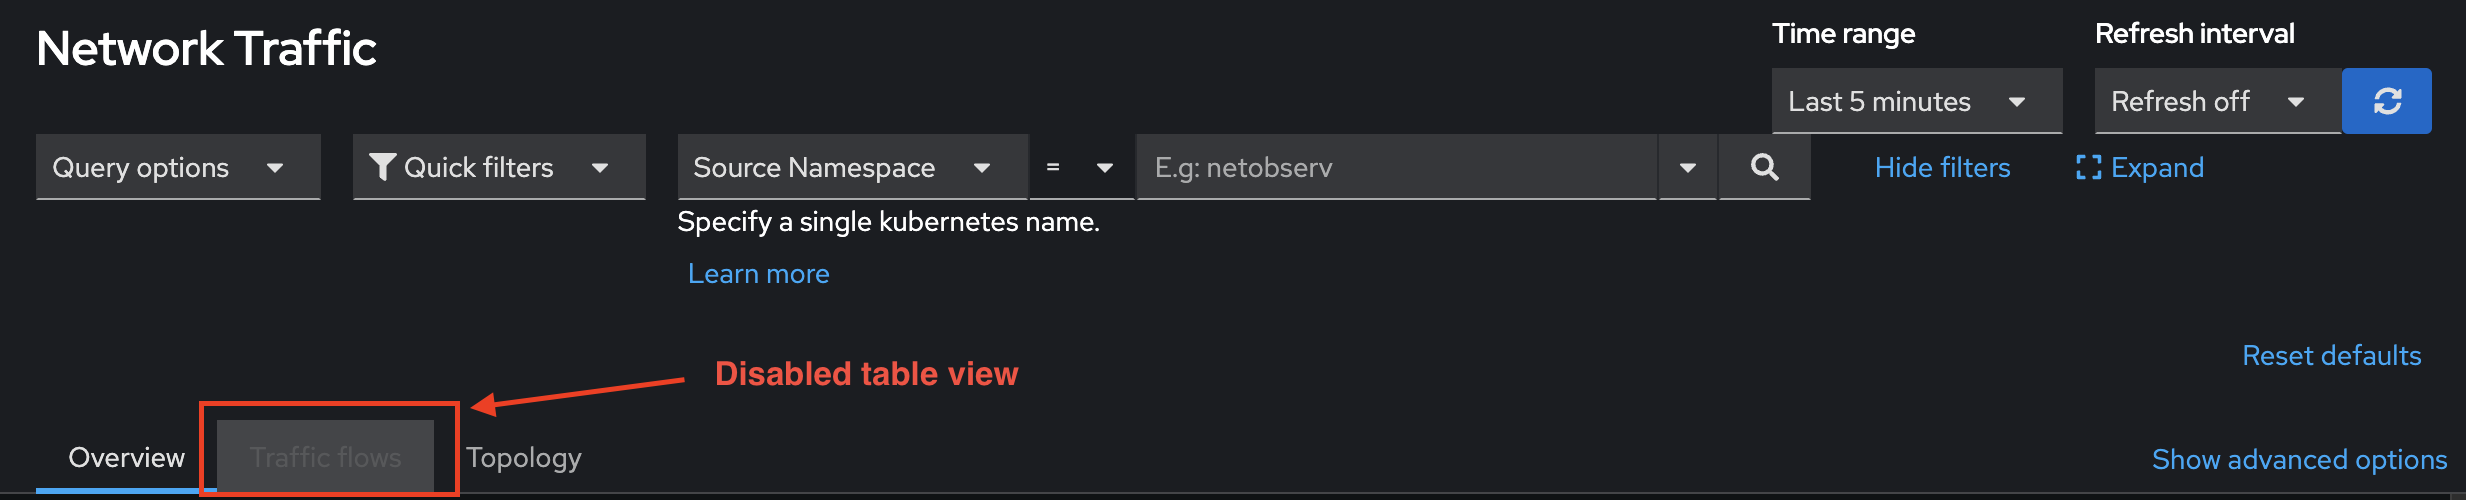 Network Traffic
Time range
Refresh interval
Last 5 minutes
Refresh off
Query options
Quick filters
Source Namespace
=
E.g: netobserv
Hide filters
Expand
Specify a single kubernetes name.
Learn more
Reset defaults
Disabled table view
Overview
Traffic flows
Topology
Show advanced options